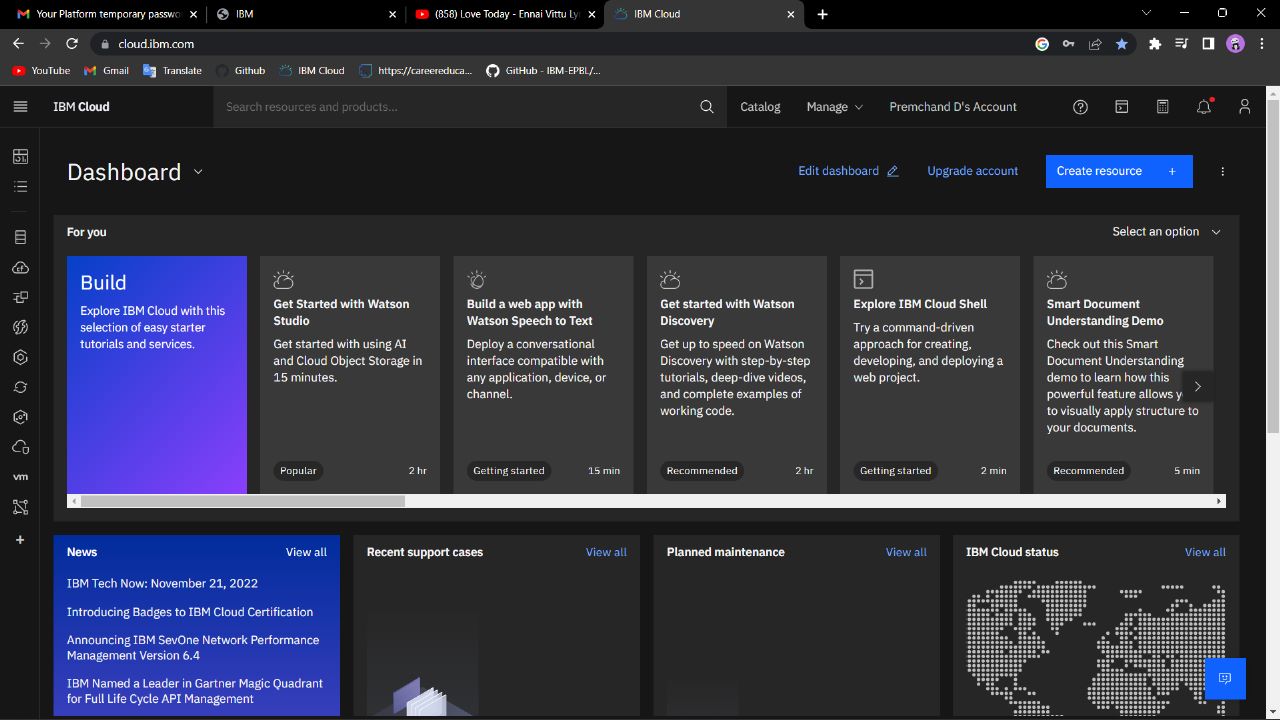 Your Platform temporary passwo
IBM
(858) Love Today - Ennai Vittu Ly
IBM Cloud
cloud.ibm.com
YouTube
Gmail
Translate
Github
IBM Cloud
https://careereduca...
GitHub - IBM-EPBL/...
IBM Cloud
Search resources and products...
Catalog
Manage
Premchand D's Account
Dashboard
Edit dashboard
Upgrade account
Create resource +
For you
Select an option
Build
Explore IBM Cloud with this
selection of easy starter
tutorials and services.
Get Started with Watson
Studio
Get started with using AI
and Cloud Object Storage in
15 minutes.
Popular
2 hr
Build a web app with
Watson Speech to Text
Deploy a conversational
interface compatible with
any application, device, or
channel.
Getting started
15 min
Get started with Watson
Discovery
Get up to speed on Watson
Discovery with step-by-step
tutorials, deep-dive videos,
and complete examples of
working code.
Recommended
2 hr
Explore IBM Cloud Shell
Try a command-driven
approach for creating,
developing, and deploying a
web project.
Getting started
2 min
Smart Document
Understanding Demo
Check out this Smart
Document Understanding
demo to learn how this
powerful feature allows y
to visually apply structure to
your documents.
Recommended
5 min
vm
News
View all
IBM Tech Now: November 21, 2022
Introducing Badges to IBM Cloud Certification
Announcing IBM SevOne Network Performance
Management Version 6.4
IBM Named a Leader in Gartner Magic Quadrant
for Full Life Cycle API Management
Recent support cases
View all
Planned maintenance
View all
IBM Cloud status
View all